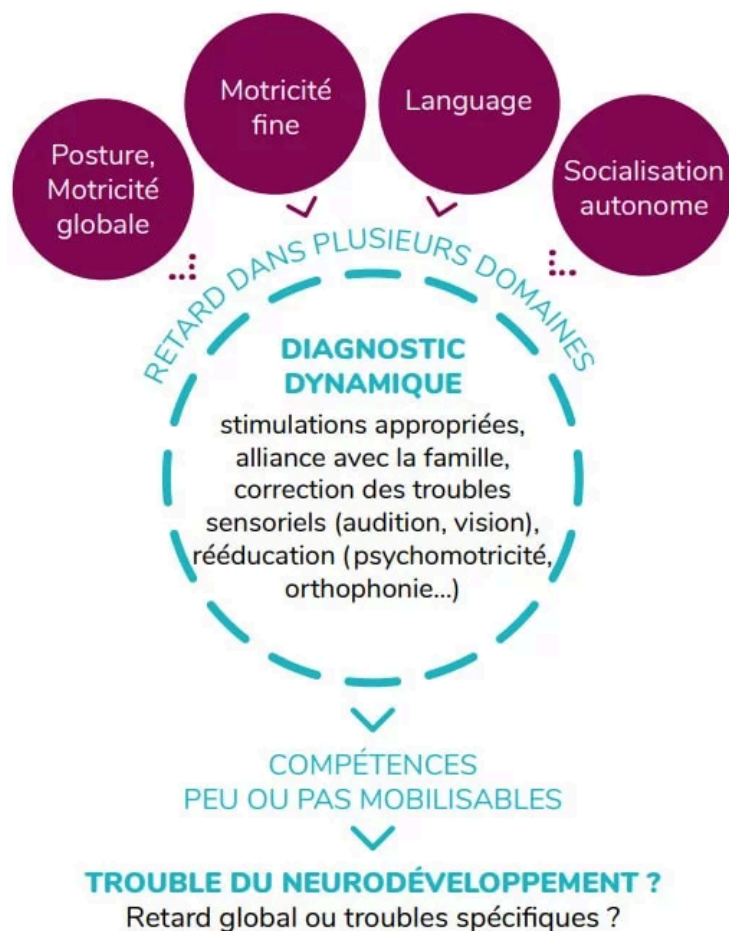 Posture,
Motricité
globale
Motricité
fine
Language
Socialisation
autonome
RETARD DANS PLUSIEURS DOMAINES
DIAGNOSTIC
DYNAMIQUE
stimulations appropriées,
alliance avec la famille,
correction des troubles
sensoriels (audition, vision),
rééducation (psychomotricité,
orthophonie...)
COMPÉTENCES
PEU OU PAS MOBILISABLES
TROUBLE DU NEURODÉVELOPPEMENT ?
Retard global ou troubles spécifiques ?